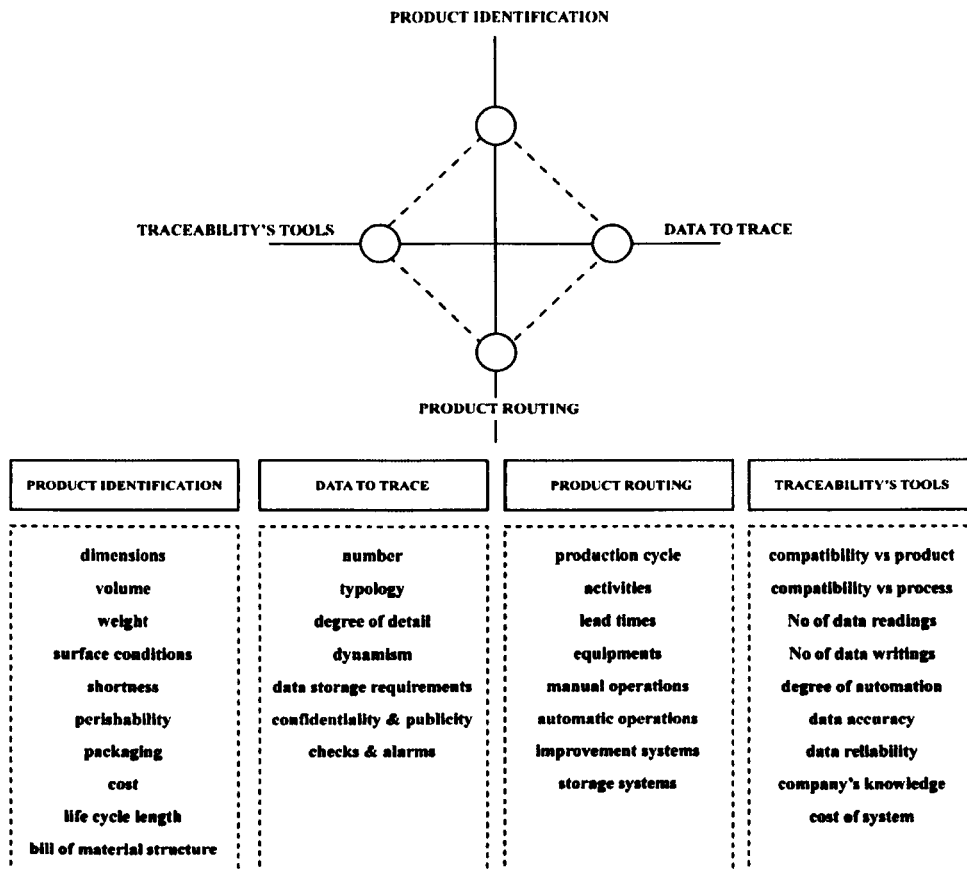 PRODUCT IDENTIFICATION
TRACEABILITY'S TOOLS
DATA TO TRACE
PRODUCT ROUTING
PRODUCT IDENTIFICATION
dimensions
volume
weight
surface conditions
shortness
perishability
packaging
cost
life cycle length
bill of material structure
DATA TO TRACE
number
typology
degree of detail
dynamism
data storage requirements
confidentiality & publicity
checks & alarms
PRODUCT ROUTING
production cycle
activities
lead times
equipments
manual operations
automatic operations
improvement systems
storage systems
TRACEABILITY'S TOOLS
compatibility vs product
compatibility vs process
No of data readings
No of data writings
degree of automation
data accuracy
data reliability
company's knowledge
cost of system